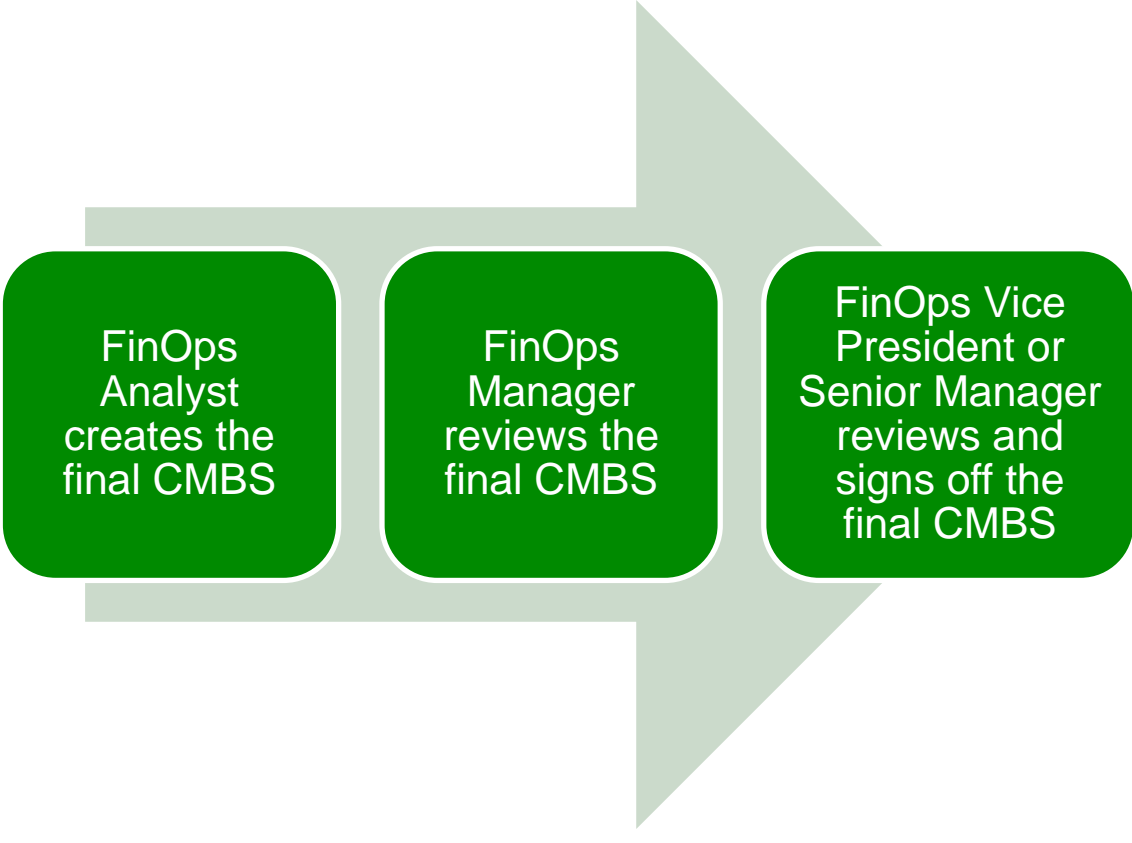 FinOps
Analyst
creates the
final CMBS
FinOps
Manager
reviews the
final CMBS
FinOps Vice
President or
Senior Manager
reviews and
signs off the
final CMBS